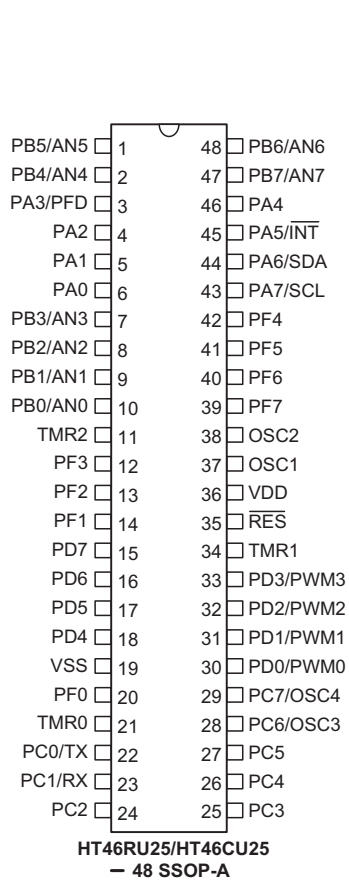 PB5/AN5 1 48 PB6/AN6
PB4/AN4 2 47 PB7/AN7
PA3/PFD 3 46 PA4
PA2 4 45 PA5/I̅N̅T̅
PA1 5 44 PA6/SDA
PA0 6 43 PA7/SCL
PB3/AN3 7 42 PF4
PB2/AN2 8 41 PF5
PB1/AN1 9 40 PF6
PB0/AN0 10 39 PF7
TMR2 11 38 OSC2
PF3 12 37 OSC1
PF2 13 36 VDD
PF1 14 35 R̅E̅S̅
PD7 15 34 TMR1
PD6 16 33 PD3/PWM3
PD5 17 32 PD2/PWM2
PD4 18 31 PD1/PWM1
VSS 19 30 PD0/PWM0
PF0 20 29 PC7/OSC4
TMR0 21 28 PC6/OSC3
PC0/TX 22 27 PC5
PC1/RX 23 26 PC4
PC2 24 25 PC3
HT46RU25/HT46CU25
– 48 SSOP-A